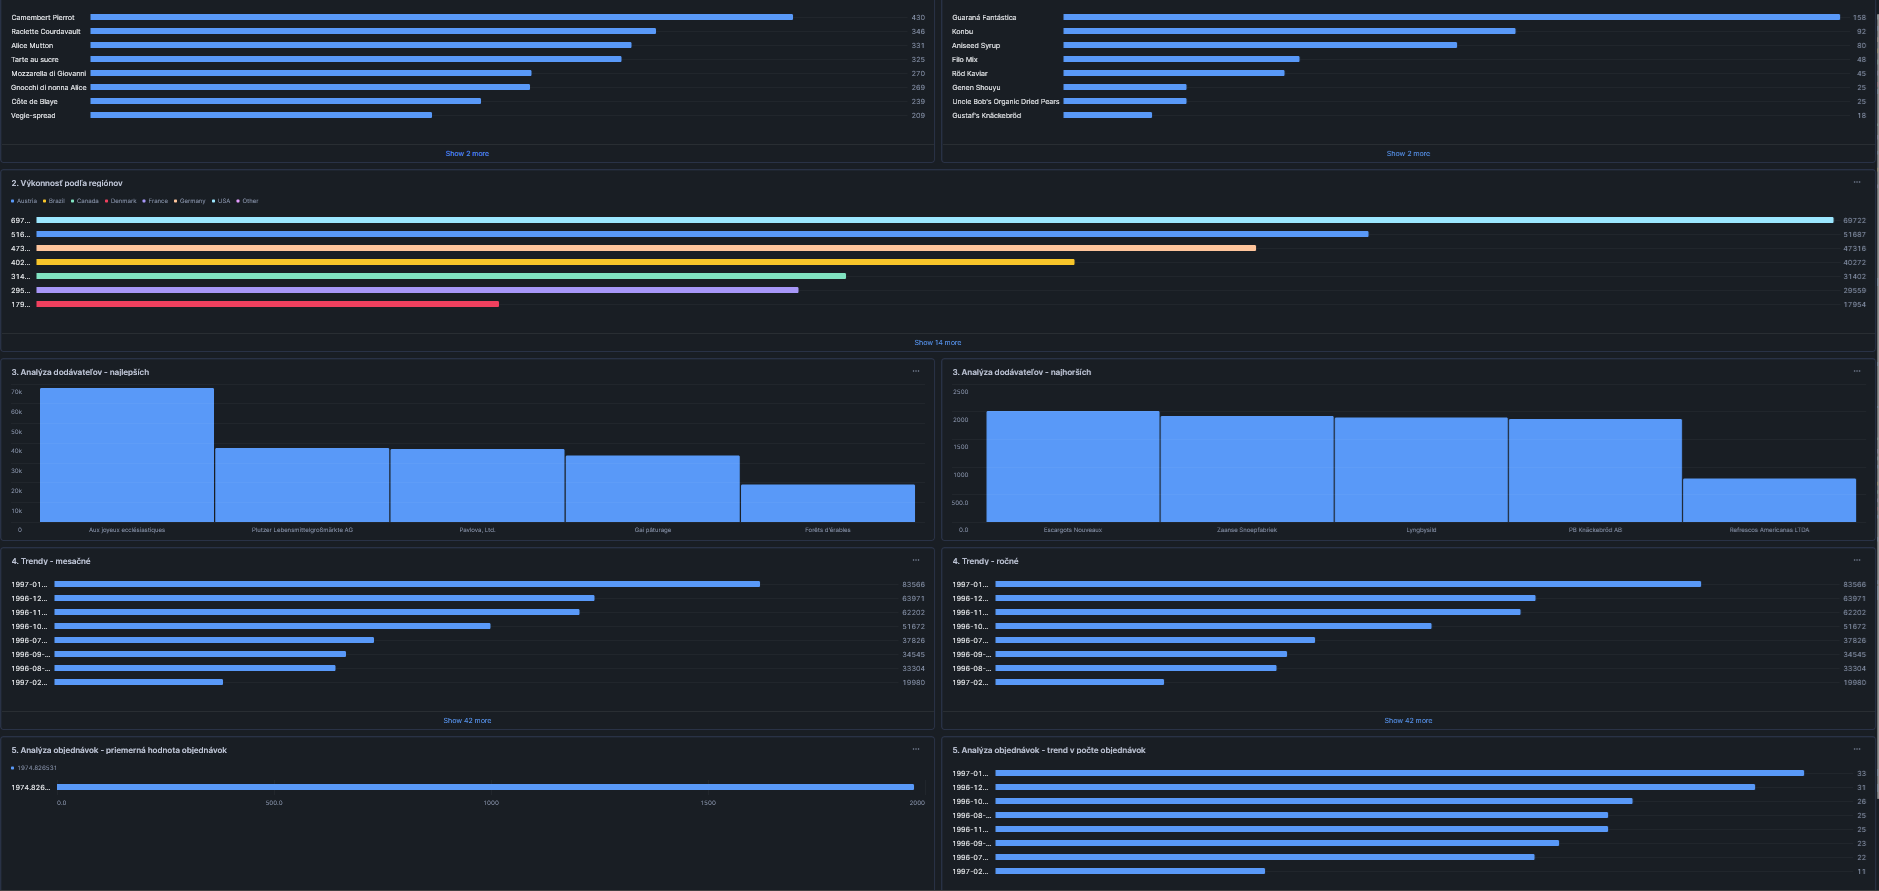 Camembert Pierrot 430
Raclette Courdavault 346
Alice Mutton 331
Tarte au sucre 325
Mozzarella di Giovanni 270
Gnocchi di nonna Alice 269
Côte de Blaye 239
Vegie-spread 209
Show 2 more
Guaraná Fantástica 158
Konbu 92
Aniseed Syrup 80
Filo Mix 48
Röd Kaviar 45
Genen Shouyu 25
Uncle Bob's Organic Dried Pears 25
Gustaf's Knäckebröd 18
Show 2 more
2. Výkonnosť podľa regiónov
Austria Brazil Canada Denmark France Germany USA Other
697... 69722
516... 51687
473... 47316
402... 40272
314... 31402
295... 29559
179... 17954
Show 14 more
3. Analýza dodávateľov - najlepších
70k
60k
50k
40k
30k
20k
10k
0
Aux joyeux ecclésiastiques Plutzer Lebensmittelgroßmärkte AG Pavlova, Ltd. Gai pâturage Forêts d'érables
3. Analýza dodávateľov - najhorších
2500
2000
1500
1000
500.0
0.0
Escargots Nouveaux Zaanse Snoepfabriek Lyngbysild PB Knäckebröd AB Refrescos Americanas LTDA
4. Trendy - mesačné
1997-01... 83566
1996-12... 63971
1996-11... 62202
1996-10... 51672
1996-07... 37826
1996-09-... 34545
1996-08-... 33304
1997-02... 19980
Show 42 more
4. Trendy - ročné
1997-01... 83566
1996-12... 63971
1996-11... 62202
1996-10... 51672
1996-07... 37826
1996-09-... 34545
1996-08-... 33304
1997-02... 19980
Show 42 more
5. Analýza objednávok - priemerná hodnota objednávok
1974.826531
1974.826...
0.0 500.0 1000 1500 2000
5. Analýza objednávok - trend v počte objednávok
1997-01... 33
1996-12... 31
1996-10... 26
1996-08-... 25
1996-11... 25
1996-09-... 23
1996-07... 22
1997-02... 11